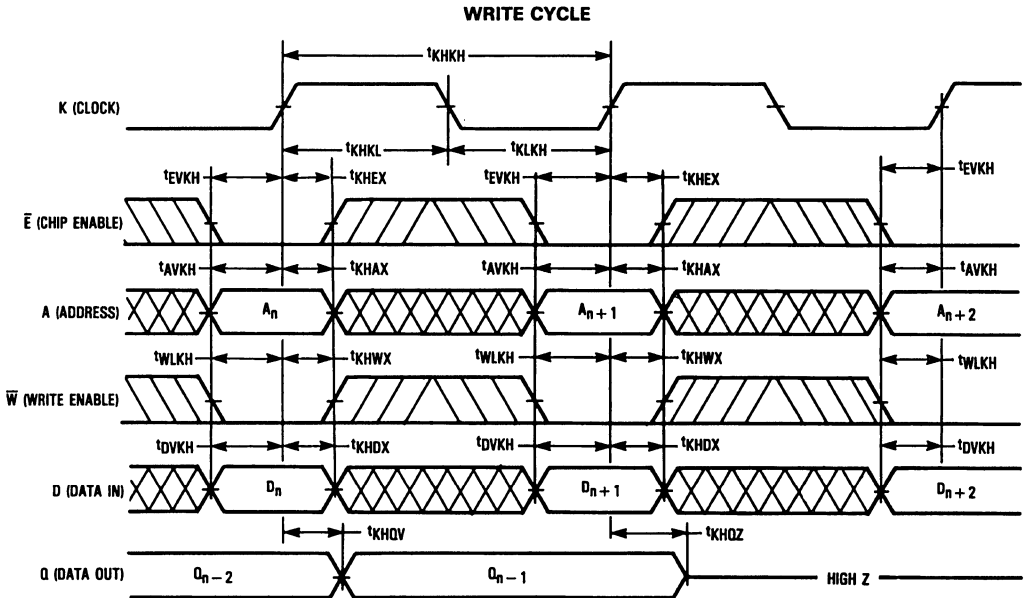 WRITE CYCLE
tKHKH
K (CLOCK)
tKHKL tKLKH
tEVKH tKHEX tEVKH tKHEX tEVKH
E̅ (CHIP ENABLE)
tAVKH tKHAX tAVKH tKHAX tAVKH
A (ADDRESS) An An + 1 An + 2
tWLKH tKHWX tWLKH tKHWX tWLKH
W̅ (WRITE ENABLE)
tDVKH tKHDX tDVKH tKHDX tDVKH
D (DATA IN) Dn Dn + 1 Dn + 2
tKHQV tKHQZ
Q (DATA OUT) Qn – 2 Qn – 1 HIGH Z